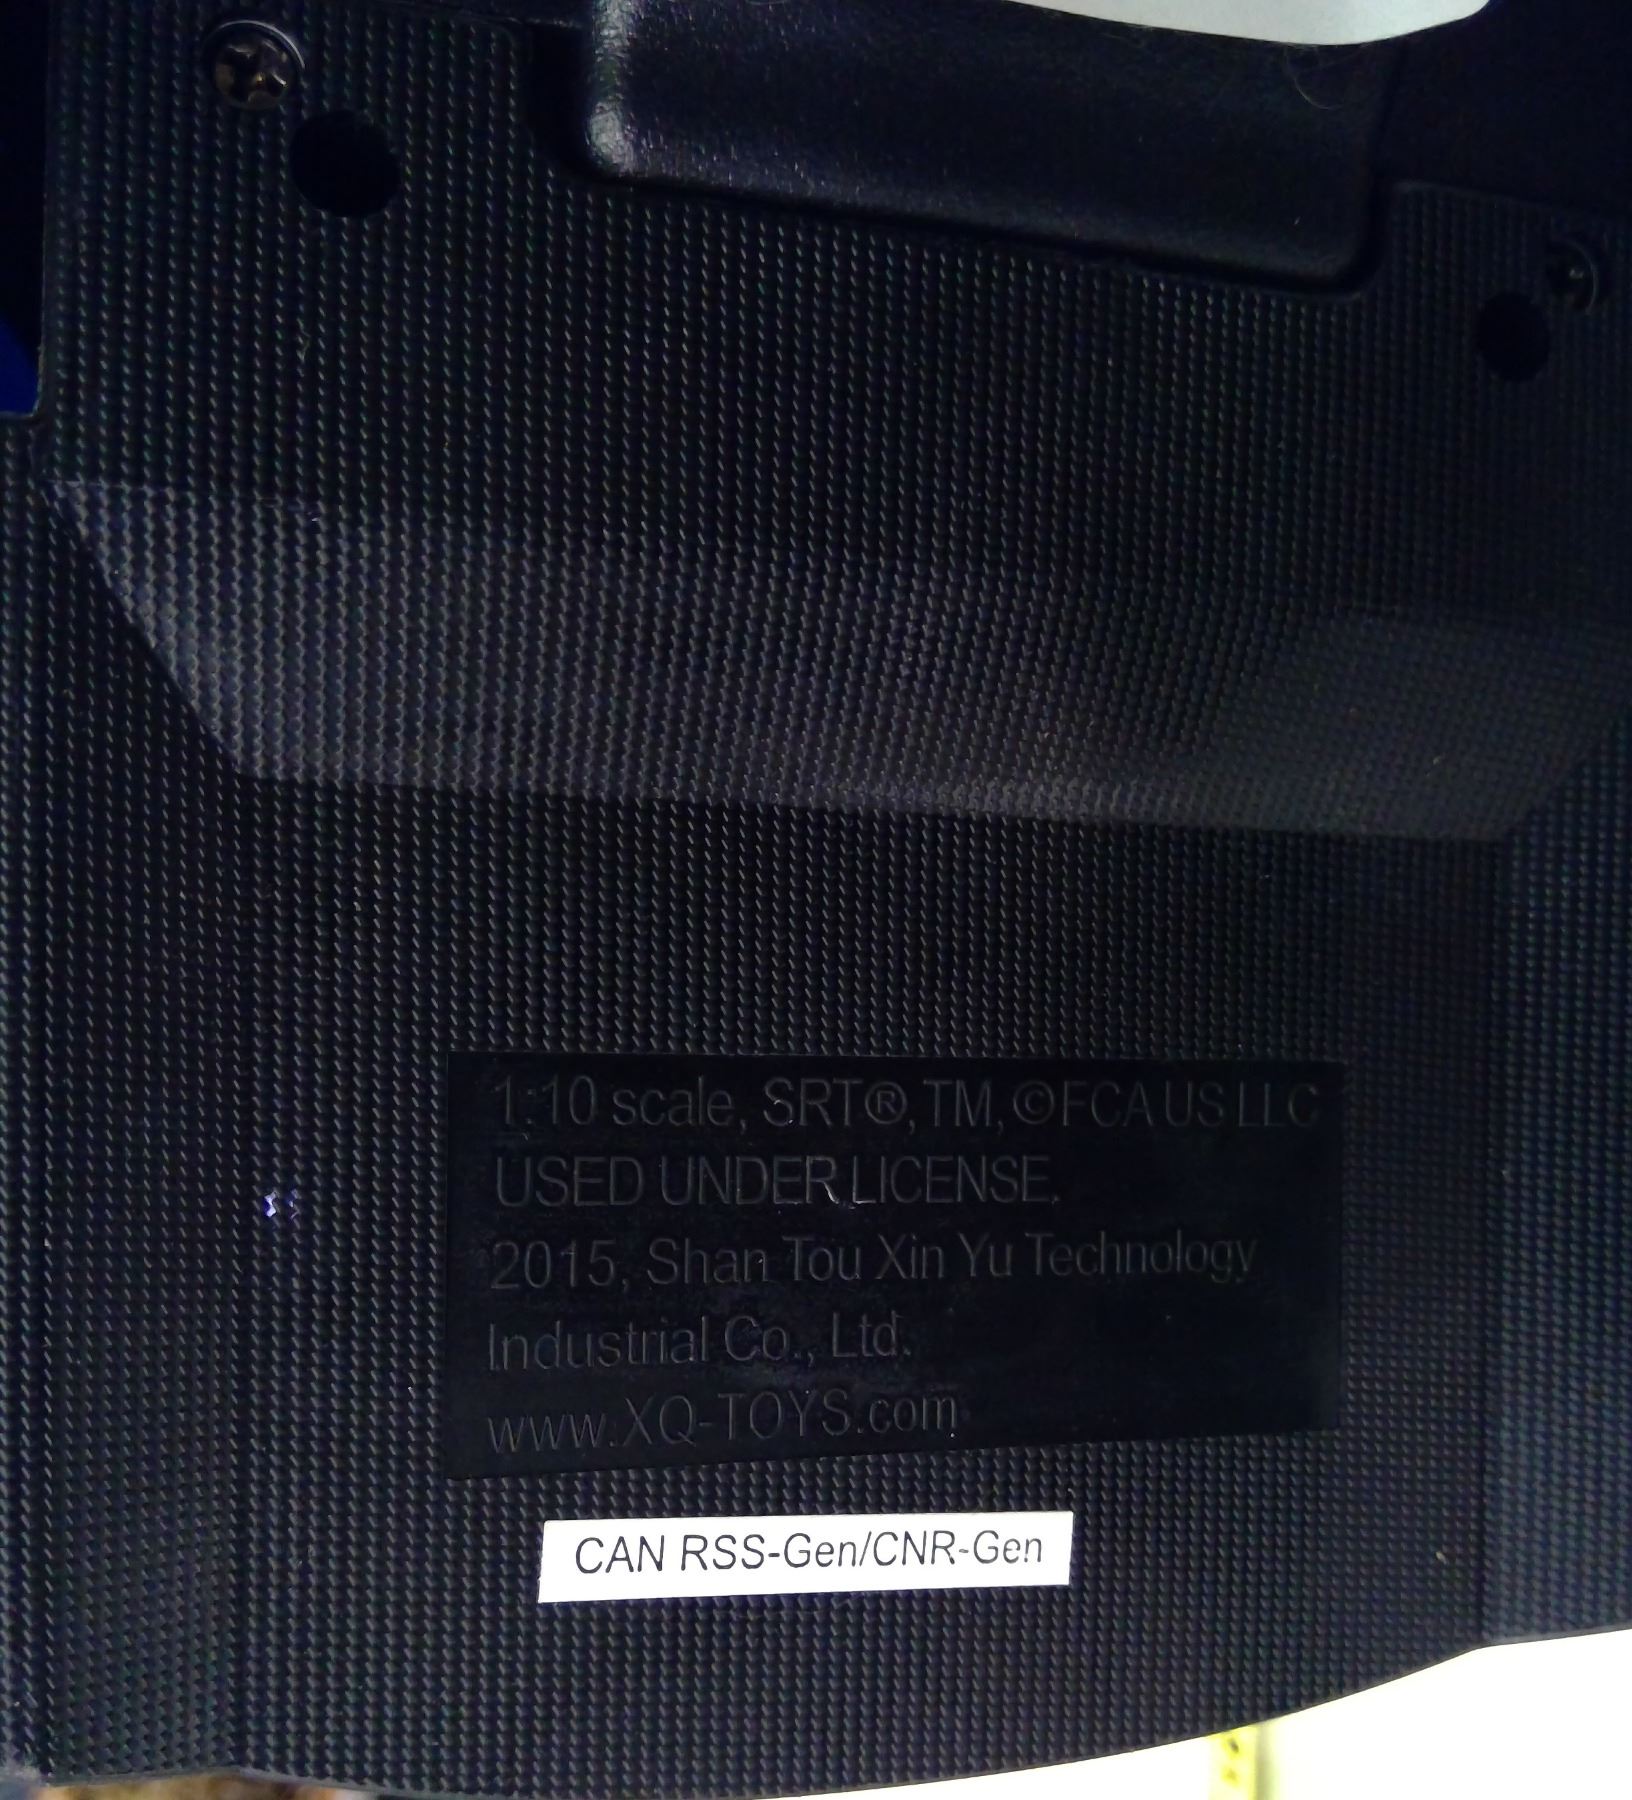 1:10 scale, SRT®, TM, ©FCA US LLC
USED UNDER LICENSE.
2015, Shan Tou Xin Yu Technology
Industrial Co., Ltd.
www.XQ-TOYS.com
CAN RSS-Gen/CNR-Gen